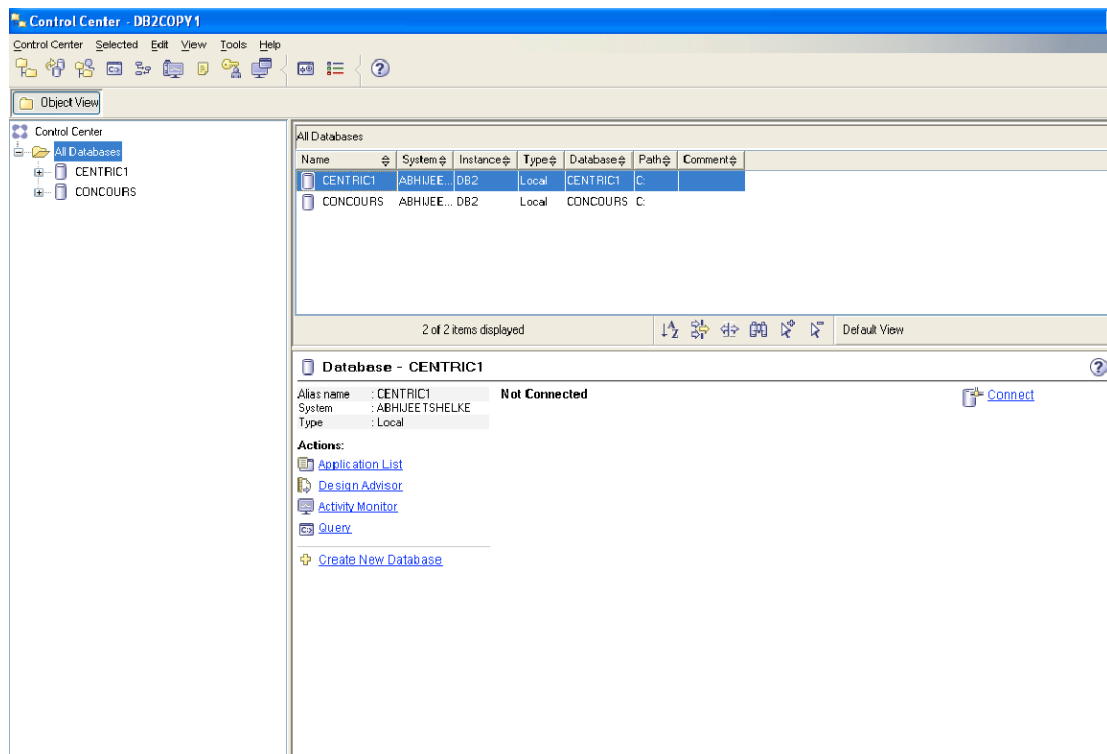 Control Center - DB2COPY1
Control Center Selected Edit View Tools Help
Object View
Control Center
All Databases
CENTRIC1
CONCOURS
All Databases
Name System Instance Type Database Path Comment
CENTRIC1 ABHIJEE... DB2 Local CENTRIC1 C:
CONCOURS ABHIJEE... DB2 Local CONCOURS C:
2 of 2 items displayed Default View
Database - CENTRIC1
Alias name : CENTRIC1 Not Connected Connect
System : ABHIJEETSHELKE
Type : Local
Actions:
Application List
Design Advisor
Activity Monitor
Query
Create New Database